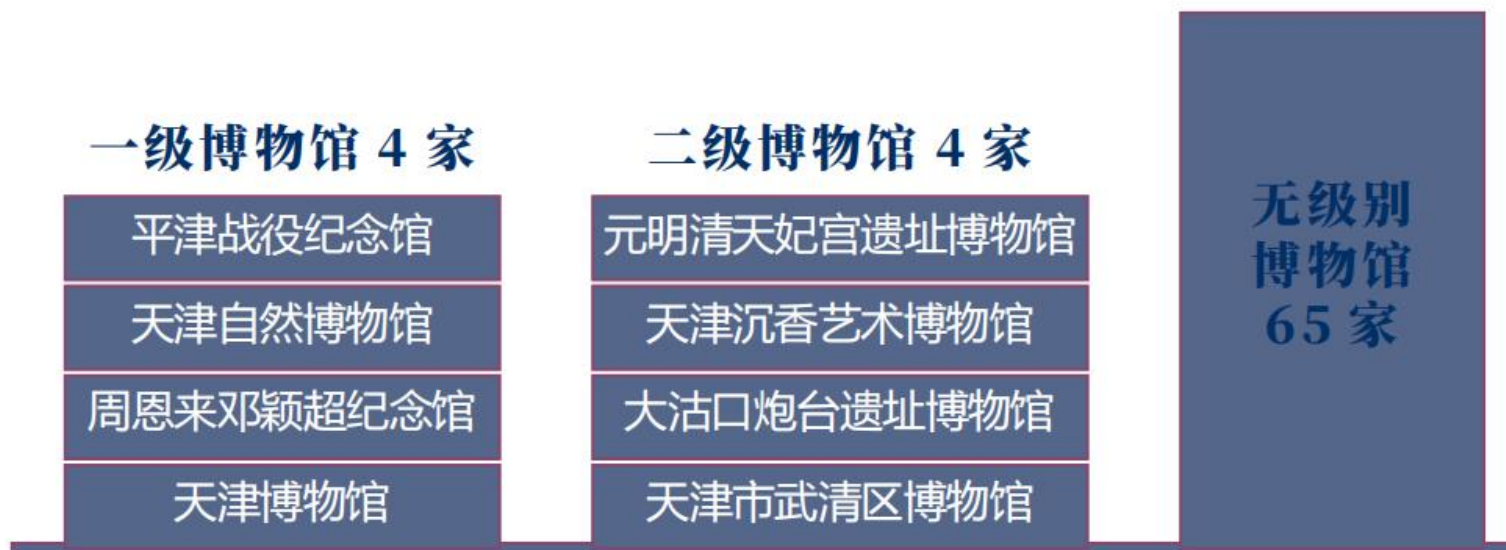 一级博物馆 4 家
平津战役纪念馆
天津自然博物馆
周恩来邓颖超纪念馆
天津博物馆
二级博物馆 4 家
元明清天妃宫遗址博物馆
天津沉香艺术博物馆
大沽口炮台遗址博物馆
天津市武清区博物馆
无级别
博物馆
65 家